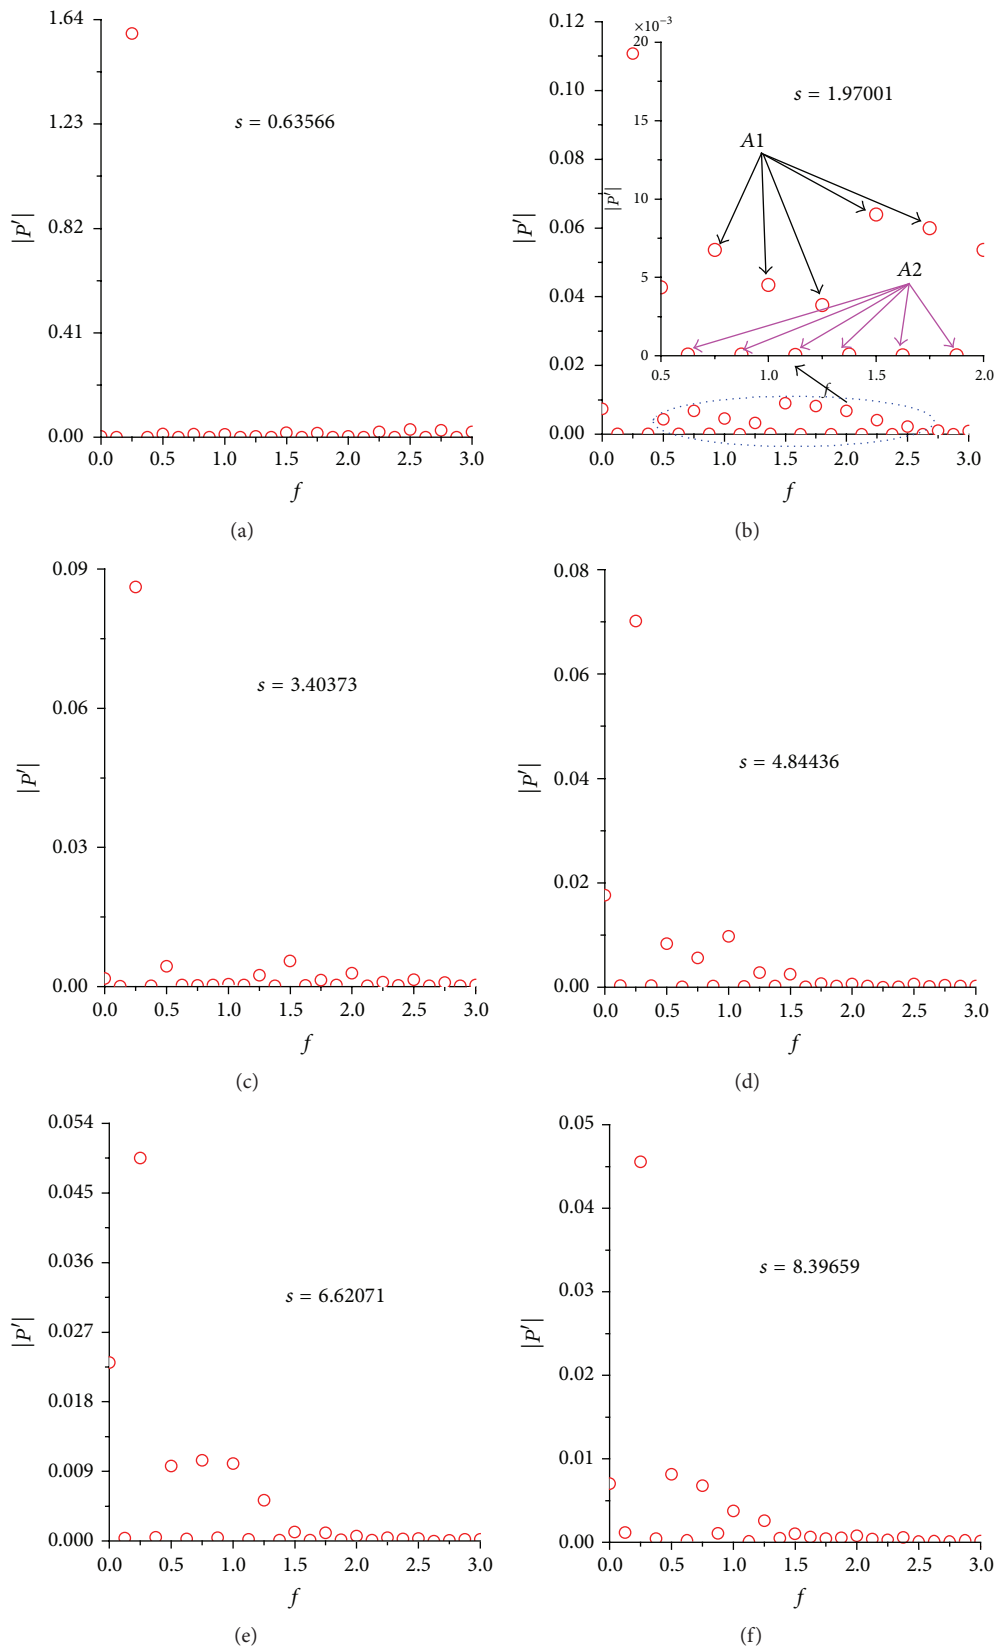 1.64
1.23
0.82
0.41
0.00
|P′|
s = 0.63566
0.0 0.5 1.0 1.5 2.0 2.5 3.0
f
(a)
0.12
0.10
0.08
0.06
0.04
0.02
0.00
|P′|
×10−3
20
15
10
5
0
|P′|
s = 1.97001
A1
A2
0.5 1.0 1.5 2.0
f
0.0 0.5 1.0 1.5 2.0 2.5 3.0
f
(b)
0.09
0.06
0.03
0.00
|P′|
s = 3.40373
0.0 0.5 1.0 1.5 2.0 2.5 3.0
f
(c)
0.08
0.06
0.04
0.02
0.00
|P′|
s = 4.84436
0.0 0.5 1.0 1.5 2.0 2.5 3.0
f
(d)
0.054
0.045
0.036
0.027
0.018
0.009
0.000
|P′|
s = 6.62071
0.0 0.5 1.0 1.5 2.0 2.5 3.0
f
(e)
0.05
0.04
0.03
0.02
0.01
0.00
|P′|
s = 8.39659
0.0 0.5 1.0 1.5 2.0 2.5 3.0
f
(f)